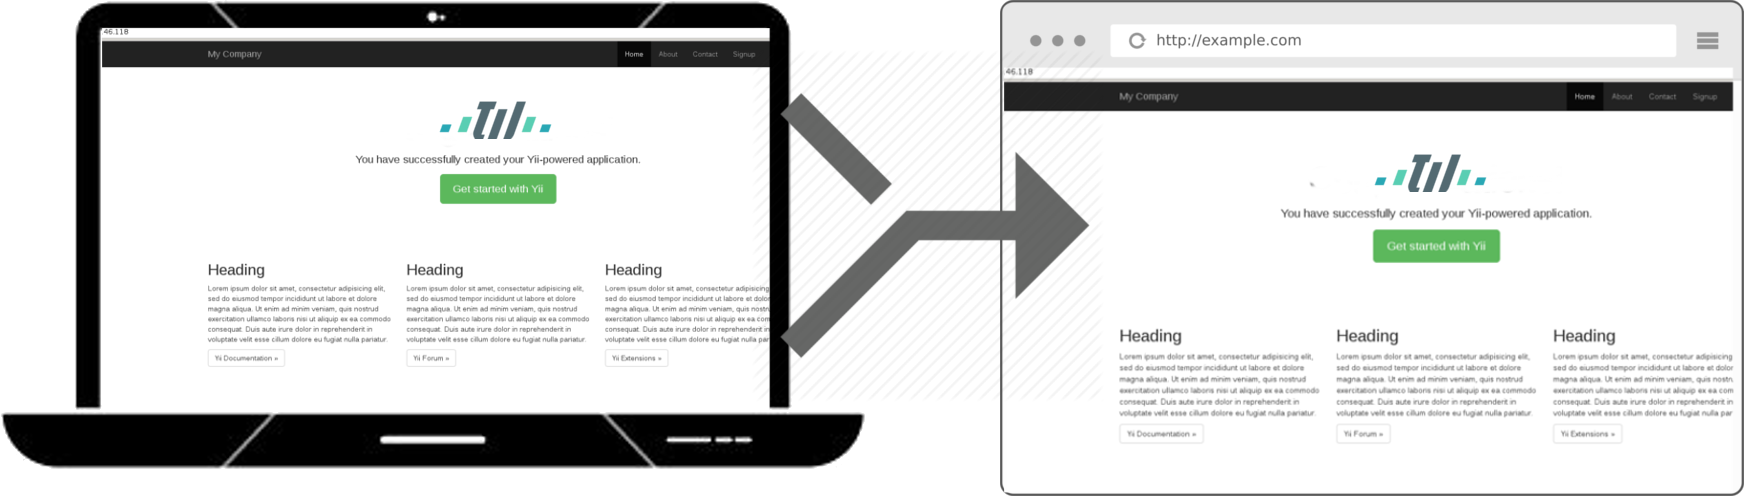 46.118
My Company
Home About Contact Signup
You have successfully created your Yii-powered application.
Get started with Yii
Heading
Lorem ipsum dolor sit amet, consectetur adipisicing elit,
sed do eiusmod tempor incididunt ut labore et dolore
magna aliqua. Ut enim ad minim veniam, quis nostrud
exercitation ullamco laboris nisi ut aliquip ex ea commodo
consequat. Duis aute irure dolor in reprehenderit in
voluptate velit esse cillum dolore eu fugiat nulla pariatur.
Yii Documentation »
Heading
Lorem ipsum dolor sit amet, consectetur adipisicing elit,
sed do eiusmod tempor incididunt ut labore et dolore
magna aliqua. Ut enim ad minim veniam, quis nostrud
exercitation ullamco laboris nisi ut aliquip ex ea commodo
consequat. Duis aute irure dolor in reprehenderit in
voluptate velit esse cillum dolore eu fugiat nulla pariatur.
Yii Forum »
Heading
Lorem ipsum dolor sit amet, consectetur adipisicing
sed do eiusmod tempor incididunt ut labore et dolor
magna aliqua. Ut enim ad minim veniam, quis nostru
exercitation ullamco laboris nisi ut aliquip ex ea com
consequat. Duis aute irure dolor in reprehenderit in
voluptate velit esse cillum dolore eu fugiat nulla par
Yii Extensions »
http://example.com
46.118
My Company
Home About Contact Signup
You have successfully created your Yii-powered application.
Get started with Yii
Heading
Lorem ipsum dolor sit amet, consectetur adipisicing elit,
sed do eiusmod tempor incididunt ut labore et dolore
magna aliqua. Ut enim ad minim veniam, quis nostrud
exercitation ullamco laboris nisi ut aliquip ex ea commodo
consequat. Duis aute irure dolor in reprehenderit in
voluptate velit esse cillum dolore eu fugiat nulla pariatur.
Yii Documentation »
Heading
Lorem ipsum dolor sit amet, consectetur adipisicing elit,
sed do eiusmod tempor incididunt ut labore et dolore
magna aliqua. Ut enim ad minim veniam, quis nostrud
exercitation ullamco laboris nisi ut aliquip ex ea commodo
consequat. Duis aute irure dolor in reprehenderit in
voluptate velit esse cillum dolore eu fugiat nulla pariatur.
Yii Forum »
Heading
Lorem ipsum dolor sit amet, consectetur adipisicing
sed do eiusmod tempor incididunt ut labore et dolor
magna aliqua. Ut enim ad minim veniam, quis nostru
exercitation ullamco laboris nisi ut aliquip ex ea com
consequat. Duis aute irure dolor in reprehenderit in
voluptate velit esse cillum dolore eu fugiat nulla par
Yii Extensions »